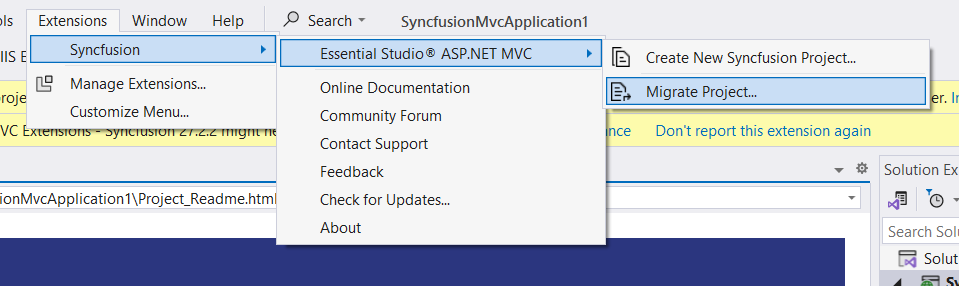 ols Extensions Window Help Search SyncfusionMvcApplication1
IIS E Syncfusion Essential Studio® ASP.NET MVC Create New Syncfusion Project...
Manage Extensions... Online Documentation Migrate Project...
proje Customize Menu... Community Forum er. In
VC Extensions - Syncfusion 27.2.2 might ne Contact Support ance Don't report this extension again
Feedback Solution Ex
ionMvcApplication1\Project_Readme.html Check for Updates...
About Search Solu
Solut
Sy